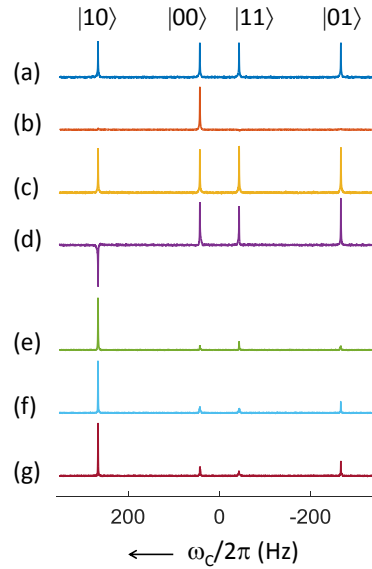 |10⟩ |00⟩ |11⟩ |01⟩
(a)
(b)
(c)
(d)
(e)
(f)
(g)
200 0 -200
← ω_C/2π (Hz)